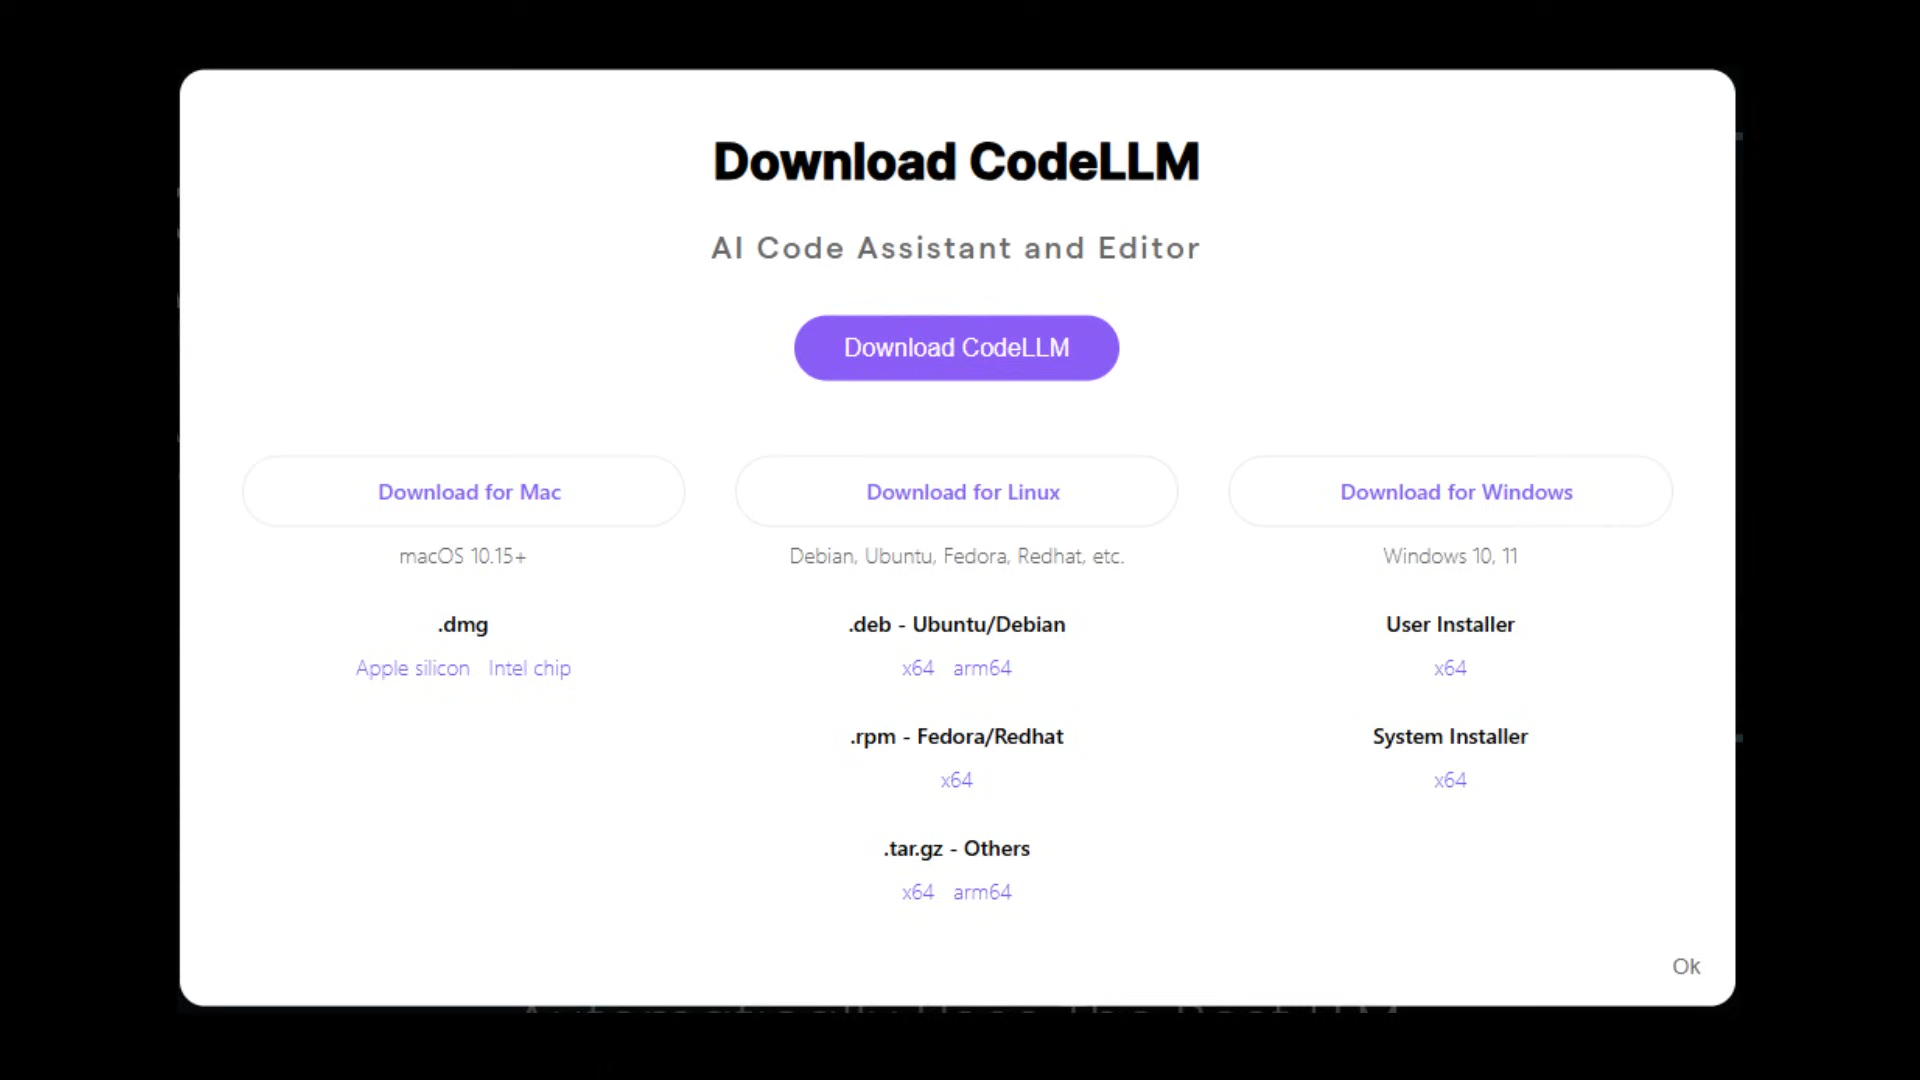 Download CodeLLM
AI Code Assistant and Editor
Download CodeLLM
Download for Mac
macOS 10.15+
.dmg
Apple silicon Intel chip
Download for Linux
Debian, Ubuntu, Fedora, Redhat, etc.
.deb - Ubuntu/Debian
x64 arm64
.rpm - Fedora/Redhat
x64
.tar.gz - Others
x64 arm64
Download for Windows
Windows 10, 11
User Installer
x64
System Installer
x64
Ok